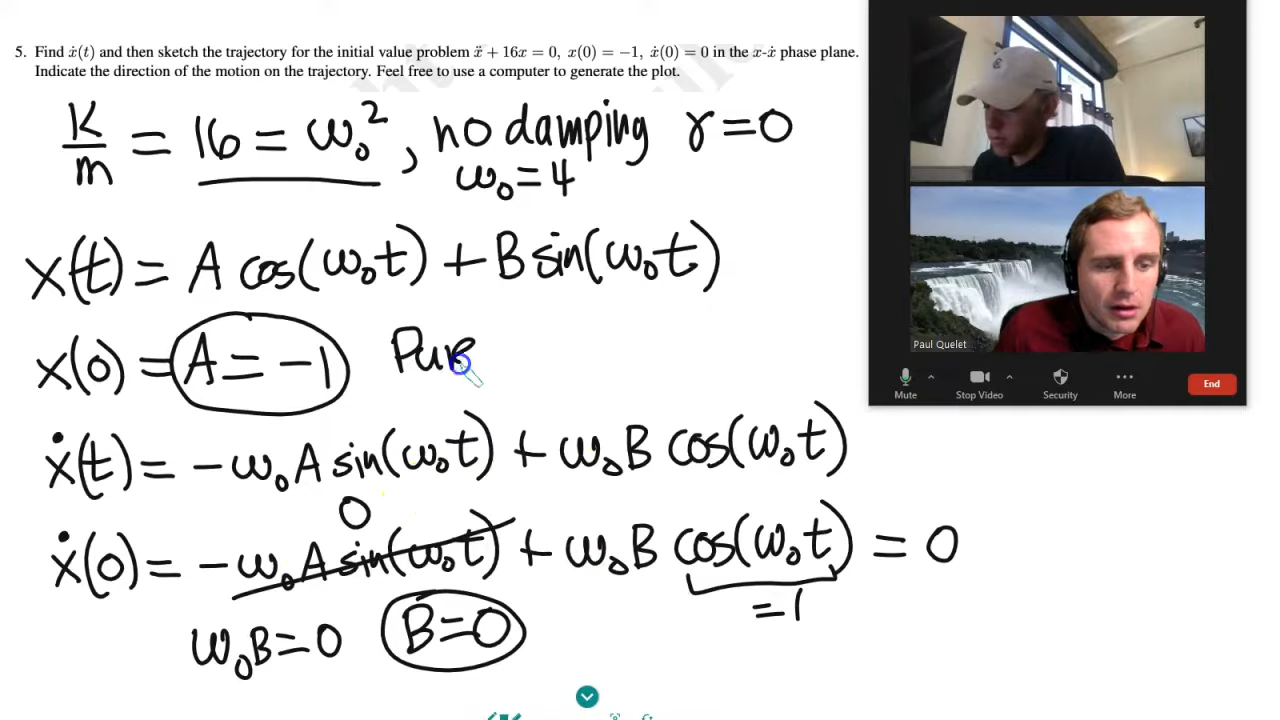 5. Find ẋ(t) and then sketch the trajectory for the initial value problem ẍ + 16x = 0, x(0) = −1, ẋ(0) = 0 in the x-ẋ phase plane.
Indicate the direction of the motion on the trajectory. Feel free to use a computer to generate the plot.
K/m = 16 = ω₀², no damping γ = 0
ω₀ = 4
x(t) = A cos(ω₀t) + B sin(ω₀t)
x(0) = A = −1 Pure
ẋ(t) = −ω₀A sin(ω₀t) + ω₀B cos(ω₀t)
0
ẋ(0) = −ω₀A sin(ω₀t) + ω₀B cos(ω₀t) = 0
= 1
ω₀B = 0 B = 0
Paul Quelet
Mute Stop Video Security More End